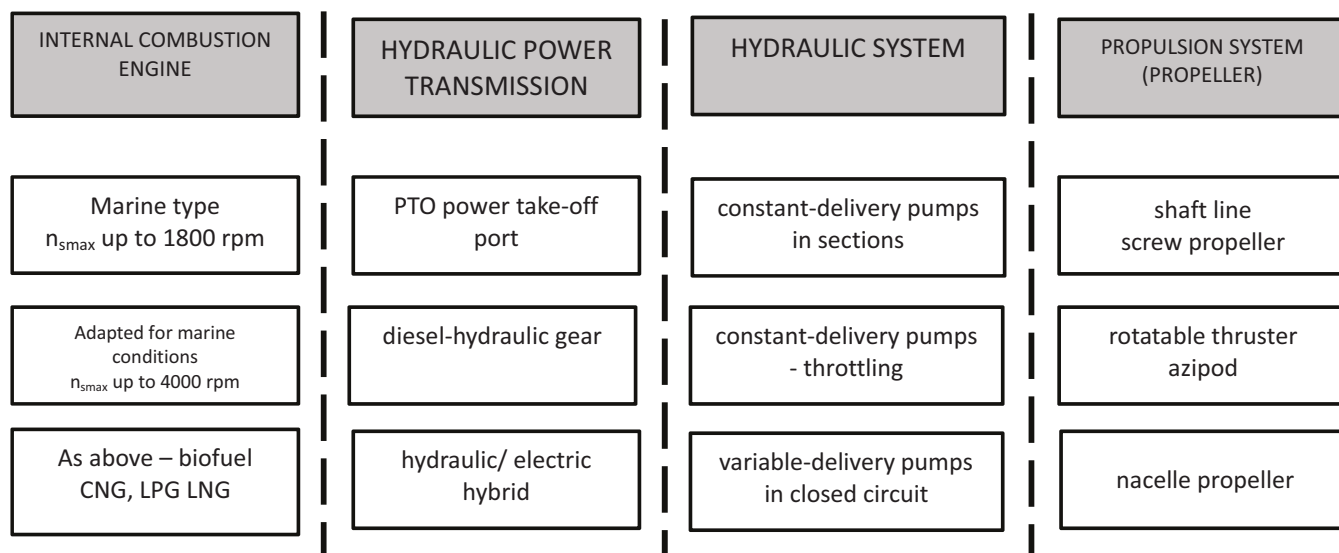 INTERNAL COMBUSTION
ENGINE
HYDRAULIC POWER
TRANSMISSION
HYDRAULIC SYSTEM
PROPULSION SYSTEM
(PROPELLER)
Marine type
nsmax up to 1800 rpm
PTO power take-off
port
constant-delivery pumps
in sections
shaft line
screw propeller
Adapted for marine
conditions
nsmax up to 4000 rpm
diesel-hydraulic gear
constant-delivery pumps
- throttling
rotatable thruster
azipod
As above – biofuel
CNG, LPG LNG
hydraulic/ electric
hybrid
variable-delivery pumps
in closed circuit
nacelle propeller